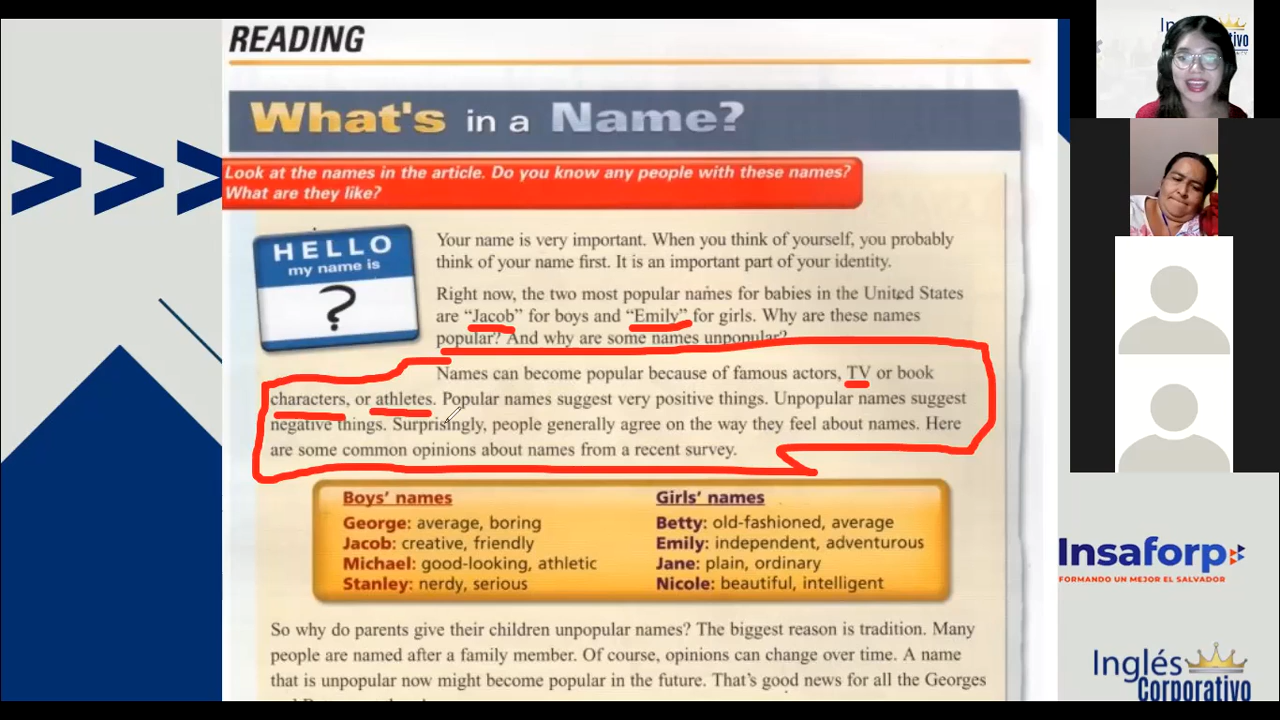 READING
What's in a Name?
Look at the names in the article. Do you know any people with these names?
What are they like?
HELLO
my name is
?
Your name is very important. When you think of yourself, you probably
think of your name first. It is an important part of your identity.
Right now, the two most popular names for babies in the United States
are “Jacob” for boys and “Emily” for girls. Why are these names
popular? And why are some names unpopular?
Names can become popular because of famous actors, TV or book
characters, or athletes. Popular names suggest very positive things. Unpopular names suggest
negative things. Surprisingly, people generally agree on the way they feel about names. Here
are some common opinions about names from a recent survey.
Boys’ names
George: average, boring
Jacob: creative, friendly
Michael: good-looking, athletic
Stanley: nerdy, serious
Girls’ names
Betty: old-fashioned, average
Emily: independent, adventurous
Jane: plain, ordinary
Nicole: beautiful, intelligent
So why do parents give their children unpopular names? The biggest reason is tradition. Many
people are named after a family member. Of course, opinions can change over time. A name
that is unpopular now might become popular in the future. That’s good news for all the Georges
Insaforp
FORMANDO UN MEJOR EL SALVADOR
Inglés
Corporativo